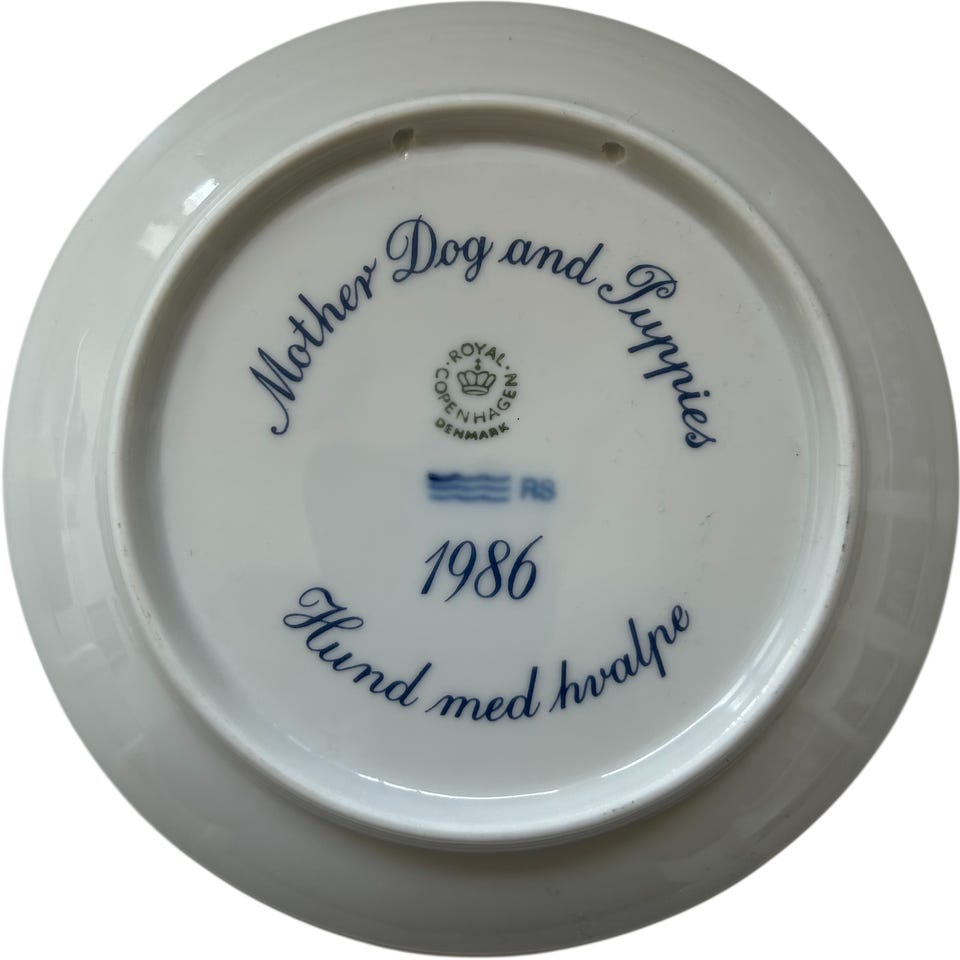 Mother Dog and Puppies
ROYAL
COPENHAGEN
DENMARK
RS
1986
Hund med hvalpe